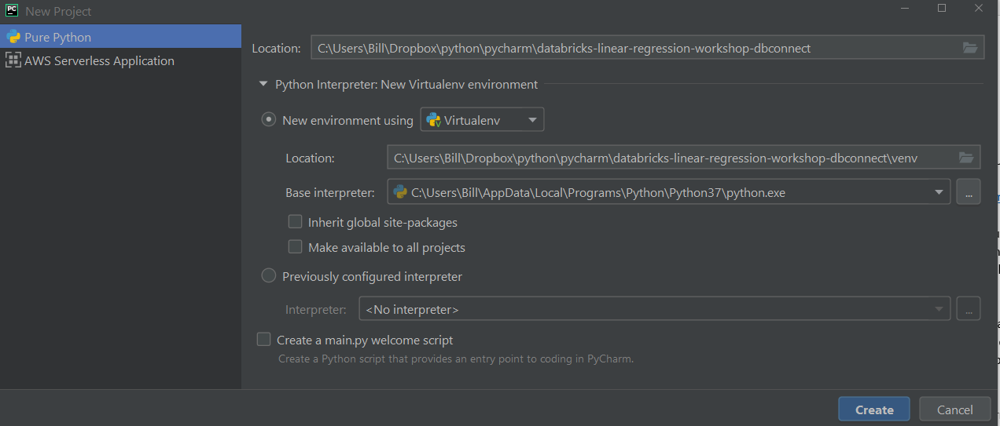 PC New Project
Pure Python
AWS Serverless Application
Location: C:\Users\Bill\Dropbox\python\pycharm\databricks-linear-regression-workshop-dbconnect
Python Interpreter: New Virtualenv environment
New environment using Virtualenv
Location: C:\Users\Bill\Dropbox\python\pycharm\databricks-linear-regression-workshop-dbconnect\venv
Base interpreter: C:\Users\Bill\AppData\Local\Programs\Python\Python37\python.exe ...
Inherit global site-packages
Make available to all projects
Previously configured interpreter
Interpreter: <No interpreter> ...
Create a main.py welcome script
Create a Python script that provides an entry point to coding in PyCharm.
Create Cancel